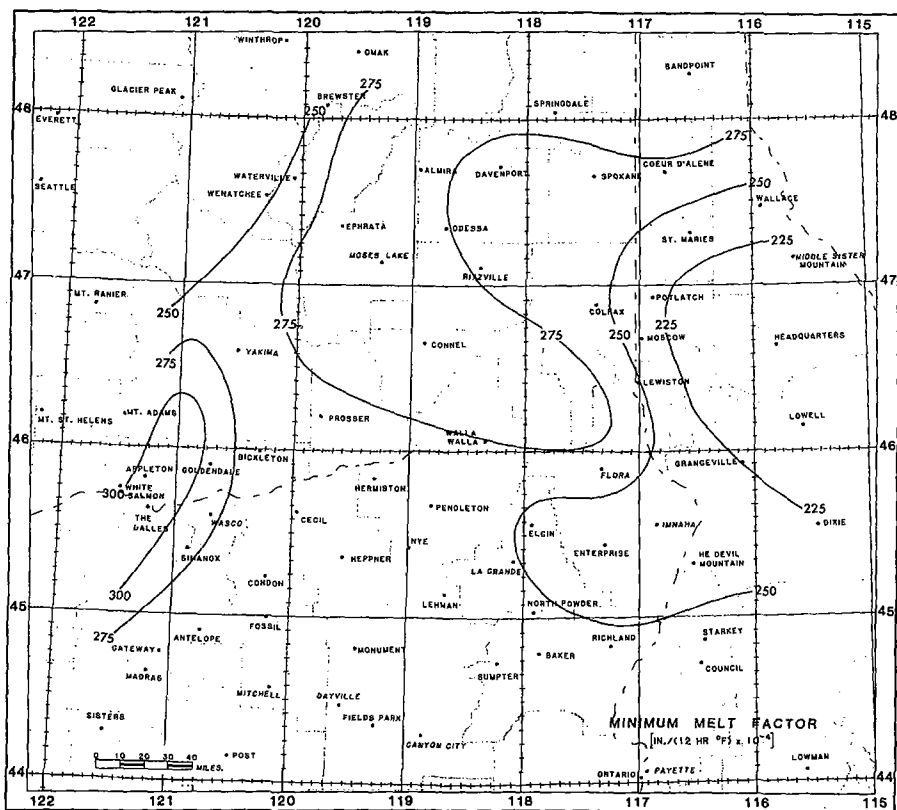 122 121 120 119 118 117 116 115
WINTHROP
OMAK
SANDPOINT
GLACIER PEAK
275
250
BREWSTER
48
EVERETT
SPRINGDALE
48
275
COEUR D'ALENE
WATERVILLE
ALMIRA
DAVENPORT
SPOKANE
SEATTLE
WENATCHEE
250
WALLACE
EPHRATA
ODESSA
ST. MARIES
225
MOSES LAKE
RITZVILLE
MIDDLE SISTER
MOUNTAIN
47
47
MT. RANIER
250
POTLATCH
COLFAX
225
275
275
250
MOSCOW
HEADQUARTERS
YAKIMA
CONNEL
275
LEWISTON
MT. ADAMS
PROSSER
LOWELL
MT. ST. HELENS
WALLA
WALLA
46
46
BICKLETON
GRANGEVILLE
APPLETON
GOLDENDALE
FLORA
300
WHITE
SALMON
HERMISTON
225
THE
DALLES
WASCO
CECIL
PENDLETON
ELGIN
IMNAHA
DIXIE
SIKANOX
NYE
ENTERPRISE
HEPPNER
HE DEVIL
MOUNTAIN
LA GRANDE
CONDON
300
LEHMAN
NORTH POWDER
250
45
45
275
ANTELOPE
FOSSIL
RICHLAND
STARKEY
GATEWAY
MONUMENT
BAKER
MADRAS
SUMPTER
COUNCIL
MITCHELL
DAYVILLE
SISTERS
FIELDS PARK
MINIMUM MELT FACTOR
CANYON CITY
[IN./(12 HR °F) x 10⁻⁴]
0 10 20 30 40
MILES.
POST
LOWMAN
44
ONTARIO
PAYETTE
44
122 121 120 119 118 117 116 115